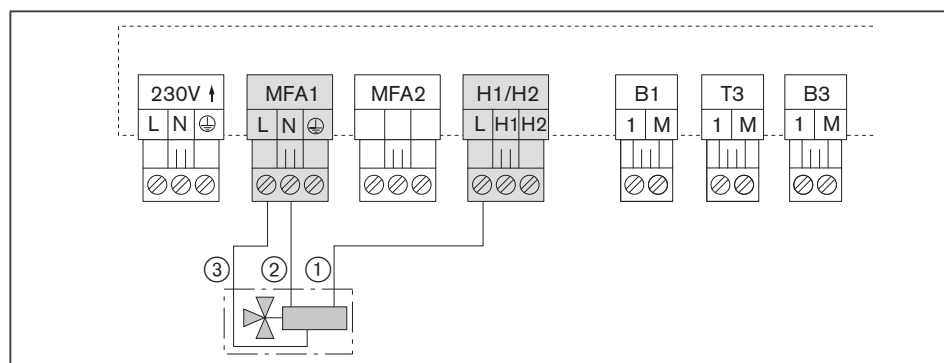 230V MFA1 MFA2 H1/H2 B1 T3 B3
L N L N L H1 H2 1 M 1 M 1 M
3 2 1